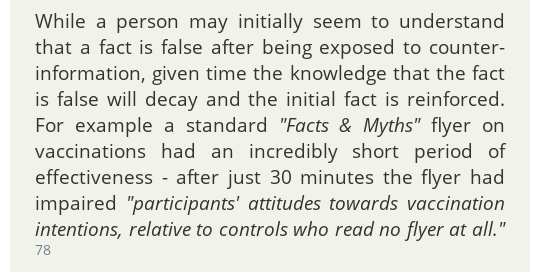 While a person may initially seem to understand
that a fact is false after being exposed to counter-
information, given time the knowledge that the fact
is false will decay and the initial fact is reinforced.
For example a standard "Facts & Myths" flyer on
vaccinations had an incredibly short period of
effectiveness - after just 30 minutes the flyer had
impaired "participants' attitudes towards vaccination
intentions, relative to controls who read no flyer at all."
78